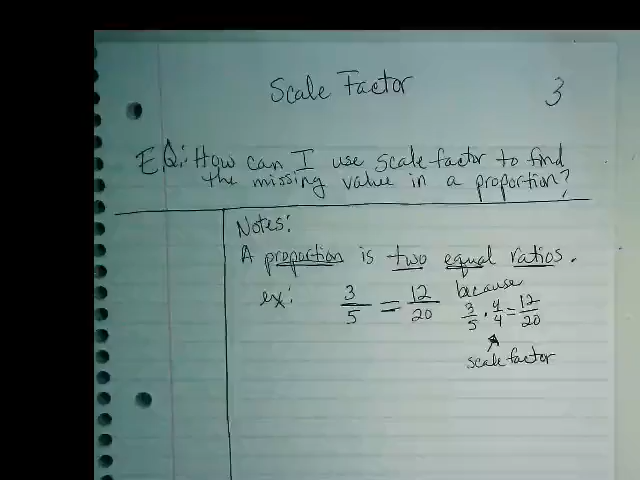 Scale Factor
3
EQ: How can I use scale factor to find
the missing value in a proportion?
Notes:
A proportion is two equal ratios.
ex: 3/5 = 12/20
because
3/5 · 4/4 = 12/20
scale factor